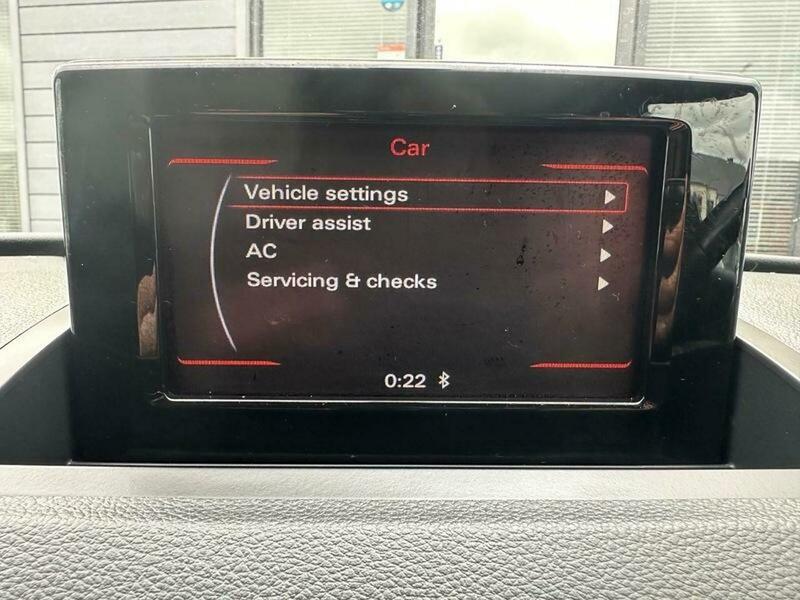 Car
Vehicle settings
Driver assist
AC
Servicing & checks
0:22